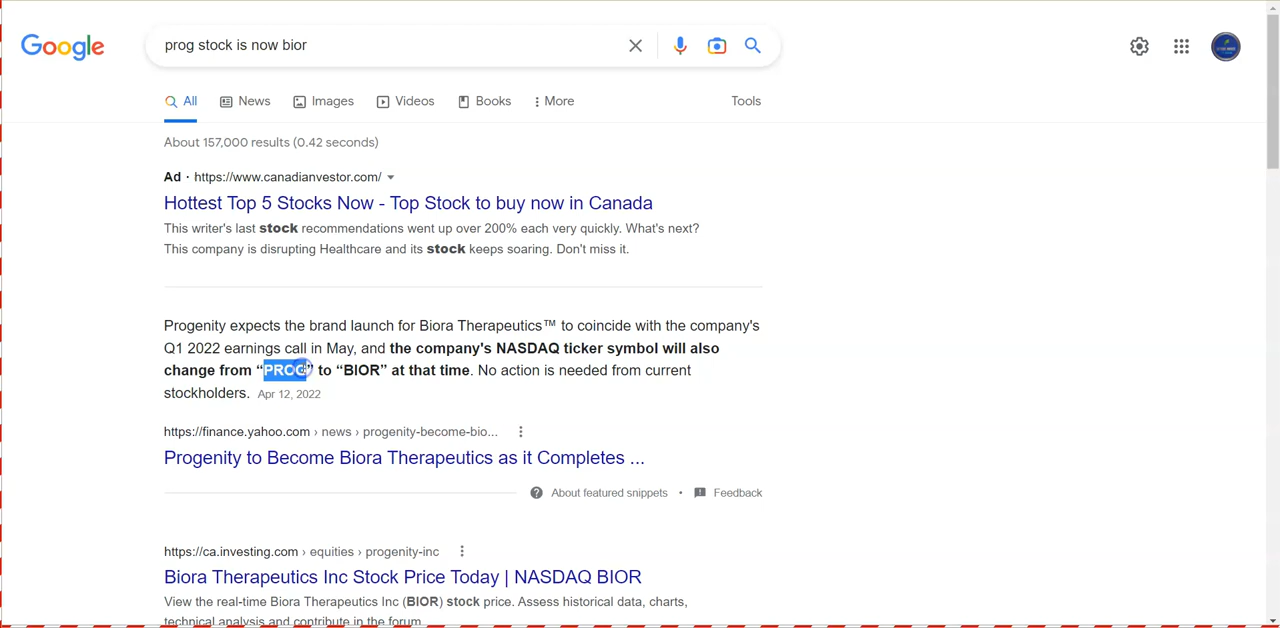 Google
prog stock is now bior
All News Images Videos Books More Tools
About 157,000 results (0.42 seconds)
Ad · https://www.canadianinvestor.com/
Hottest Top 5 Stocks Now - Top Stock to buy now in Canada
This writer's last stock recommendations went up over 200% each very quickly. What's next?
This company is disrupting Healthcare and its stock keeps soaring. Don't miss it.
Progenity expects the brand launch for Biora Therapeutics™ to coincide with the company's
Q1 2022 earnings call in May, and the company's NASDAQ ticker symbol will also
change from “PROG” to “BIOR” at that time. No action is needed from current
stockholders. Apr 12, 2022
https://finance.yahoo.com › news › progenity-become-bio...
Progenity to Become Biora Therapeutics as it Completes ...
About featured snippets • Feedback
https://ca.investing.com › equities › progenity-inc
Biora Therapeutics Inc Stock Price Today | NASDAQ BIOR
View the real-time Biora Therapeutics Inc (BIOR) stock price. Assess historical data, charts,
technical analysis and contribute in the forum.